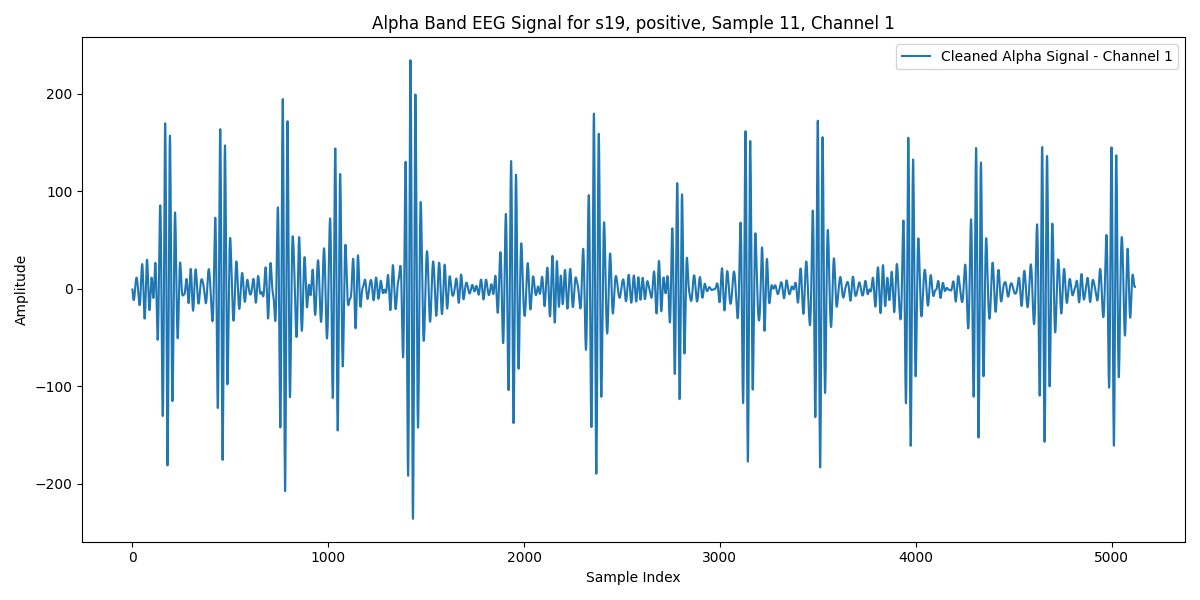 Alpha Band EEG Signal for s19, positive, Sample 11, Channel 1
Cleaned Alpha Signal - Channel 1
Amplitude
200
100
0
−100
−200
0 1000 2000 3000 4000 5000
Sample Index